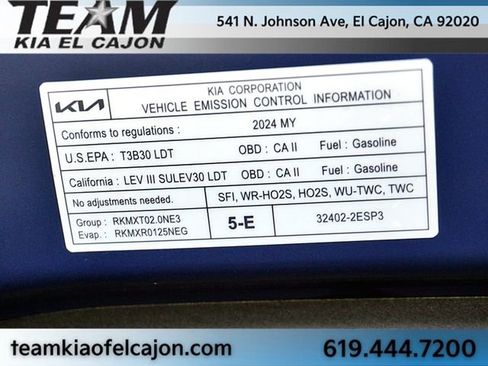 TEAM
KIA EL CAJON
541 N. Johnson Ave, El Cajon, CA 92020
KIA
KIA CORPORATION
VEHICLE EMISSION CONTROL INFORMATION
Conforms to regulations : 2024 MY
U.S.EPA : T3B30 LDT OBD : CA II Fuel : Gasoline
California : LEV III SULEV30 LDT OBD : CA II Fuel : Gasoline
No adjustments needed. SFI, WR-HO2S, HO2S, WU-TWC, TWC
Group : RKMXT02.0NE3
Evap. : RKMXR0125NEG
5-E
32402-2ESP3
teamkiaofelcajon.com
619.444.7200